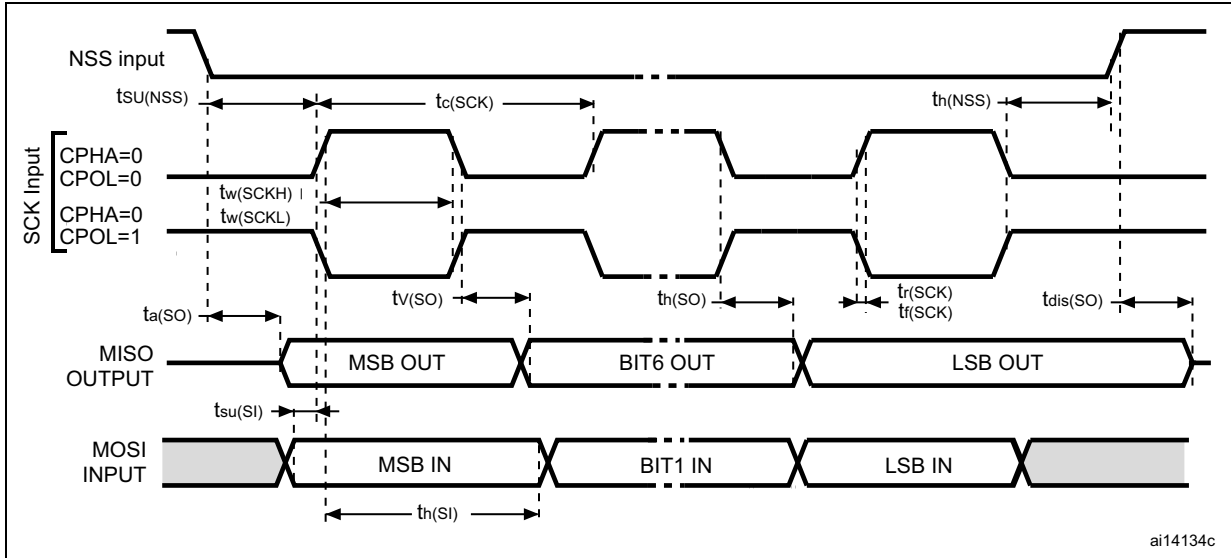 NSS input
tSU(NSS)
tc(SCK)
th(NSS)
SCK Input
CPHA=0
CPOL=0
tw(SCKH)
CPHA=0
tw(SCKL)
CPOL=1
ta(SO)
tV(SO)
th(SO)
tr(SCK)
tf(SCK)
tdis(SO)
MISO
OUTPUT
MSB OUT
BIT6 OUT
LSB OUT
tsu(SI)
MOSI
INPUT
MSB IN
BIT1 IN
LSB IN
th(SI)
ai14134c